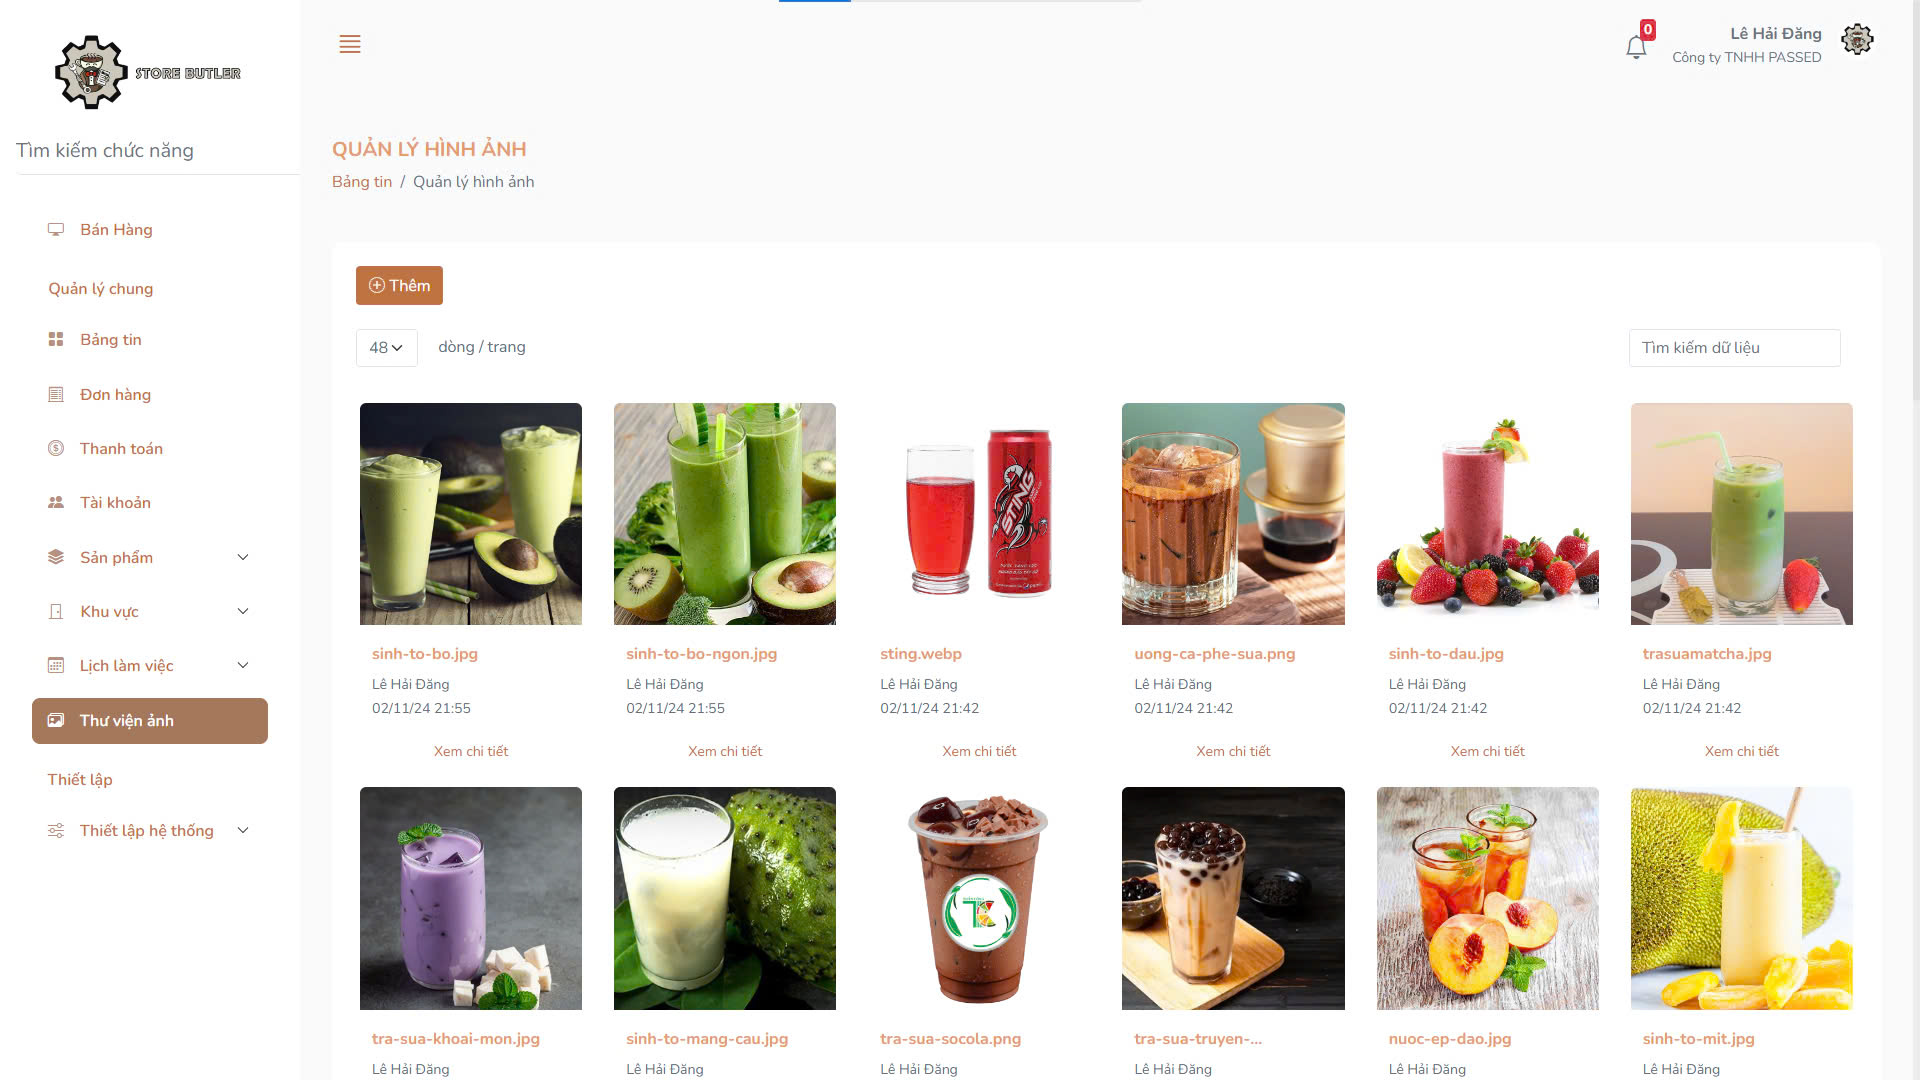 STORE BUTLER
Tìm kiếm chức năng
Bán Hàng
Quản lý chung
Bảng tin
Đơn hàng
Thanh toán
Tài khoản
Sản phẩm
Khu vực
Lịch làm việc
Thư viện ảnh
Thiết lập
Thiết lập hệ thống
0
Lê Hải Đăng
Công ty TNHH PASSED
QUẢN LÝ HÌNH ẢNH
Bảng tin / Quản lý hình ảnh
Thêm
48 dòng / trang
Tìm kiếm dữ liệu
STING
sinh-to-bo.jpg
Lê Hải Đăng
02/11/24 21:55
Xem chi tiết
sinh-to-bo-ngon.jpg
Lê Hải Đăng
02/11/24 21:55
Xem chi tiết
sting.webp
Lê Hải Đăng
02/11/24 21:42
Xem chi tiết
uong-ca-phe-sua.png
Lê Hải Đăng
02/11/24 21:42
Xem chi tiết
sinh-to-dau.jpg
Lê Hải Đăng
02/11/24 21:42
Xem chi tiết
trasuamatcha.jpg
Lê Hải Đăng
02/11/24 21:42
Xem chi tiết
TK
tra-sua-khoai-mon.jpg
Lê Hải Đăng
sinh-to-mang-cau.jpg
Lê Hải Đăng
tra-sua-socola.png
Lê Hải Đăng
tra-sua-truyen-...
Lê Hải Đăng
nuoc-ep-dao.jpg
Lê Hải Đăng
sinh-to-mit.jpg
Lê Hải Đăng